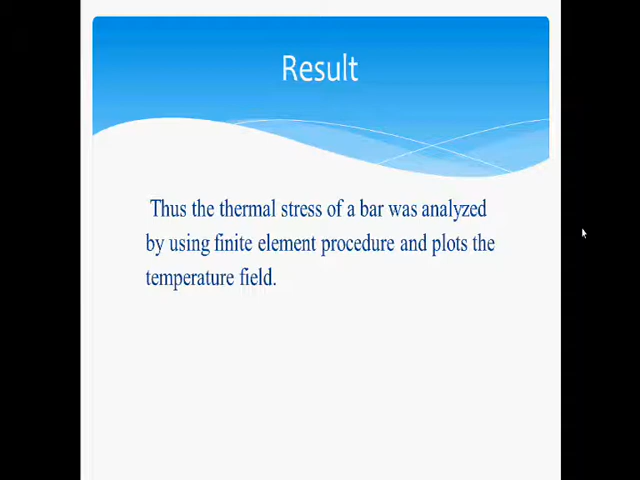 Result
Thus the thermal stress of a bar was analyzed
by using finite element procedure and plots the
temperature field.